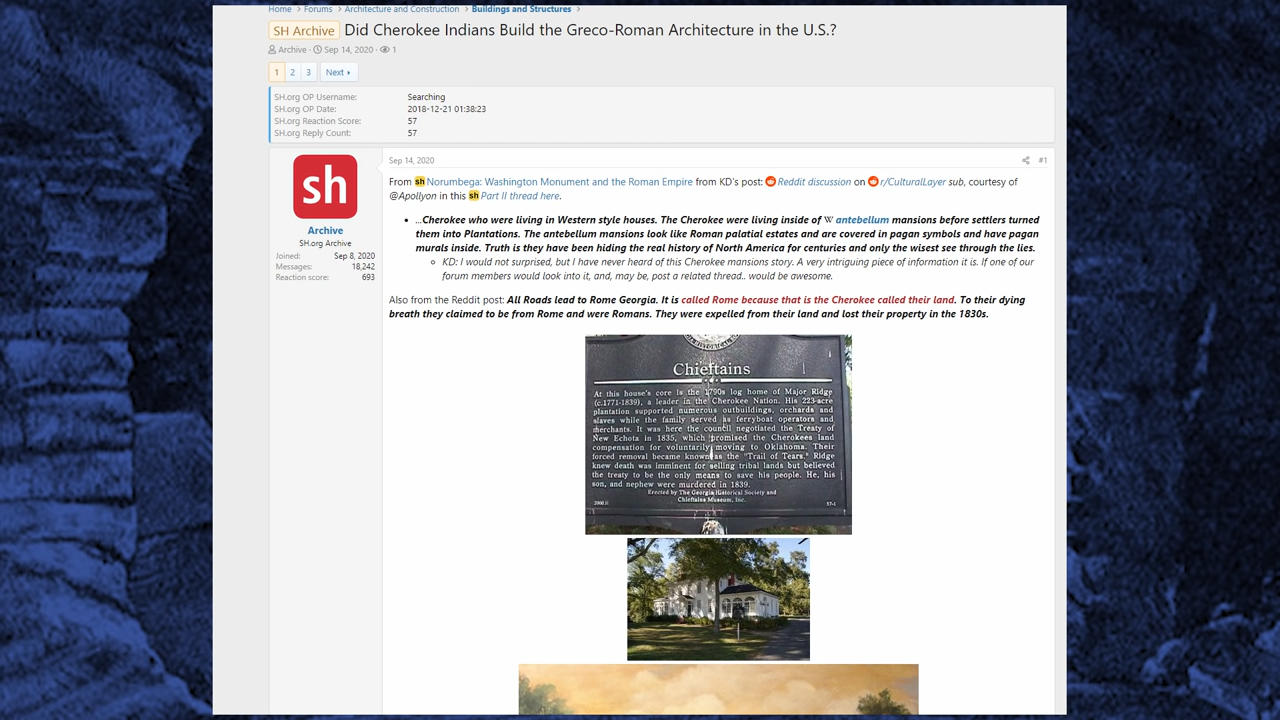 Home > Forums > Architecture and Construction > Buildings and Structures >
SH Archive Did Cherokee Indians Build the Greco-Roman Architecture in the U.S.?
Archive · Sep 14, 2020 · 1
1 2 3 Next
SH.org OP Username: Searching
SH.org OP Date: 2018-12-21 01:38:23
SH.org Reaction Score: 57
SH.org Reply Count: 57
sh
Archive
SH.org Archive
Joined: Sep 8, 2020
Messages: 18,242
Reaction score: 693
Sep 14, 2020 #1
From sh Norumbega: Washington Monument and the Roman Empire from KD's post: Reddit discussion on r/CulturalLayer sub, courtesy of
@Apollyon in this sh Part II thread here.
• ...Cherokee who were living in Western style houses. The Cherokee were living inside of W antebellum mansions before settlers turned
them into Plantations. The antebellum mansions look like Roman palatial estates and are covered in pagan symbols and have pagan
murals inside. Truth is they have been hiding the real history of North America for centuries and only the wisest see through the lies.
○ KD: I would not surprised, but I have never heard of this Cherokee mansions story. A very intriguing piece of information it is. If one of our
forum members would look into it, and, may be, post a related thread.. would be awesome.
Also from the Reddit post: All Roads lead to Rome Georgia. It is called Rome because that is the Cherokee called their land. To their dying
breath they claimed to be from Rome and were Romans. They were expelled from their land and lost their property in the 1830s.
Chieftains
At this house's core is the 1790s log home of Major Ridge
(c.1771-1839), a leader in the Cherokee Nation. His 223-acre
plantation supported numerous outbuildings, orchards and
slaves while the family served as ferryboat operators and
merchants. It was here the council negotiated the Treaty of
New Echota in 1835, which promised the Cherokees land
compensation for voluntarily moving to Oklahoma. Their
forced removal became known as the "Trail of Tears." Ridge
knew death was imminent for selling tribal lands but believed
the treaty to be the only means to save his people. He, his
son, and nephew were murdered in 1839.
Erected by The Georgia Historical Society and
Chieftains Museum, Inc.